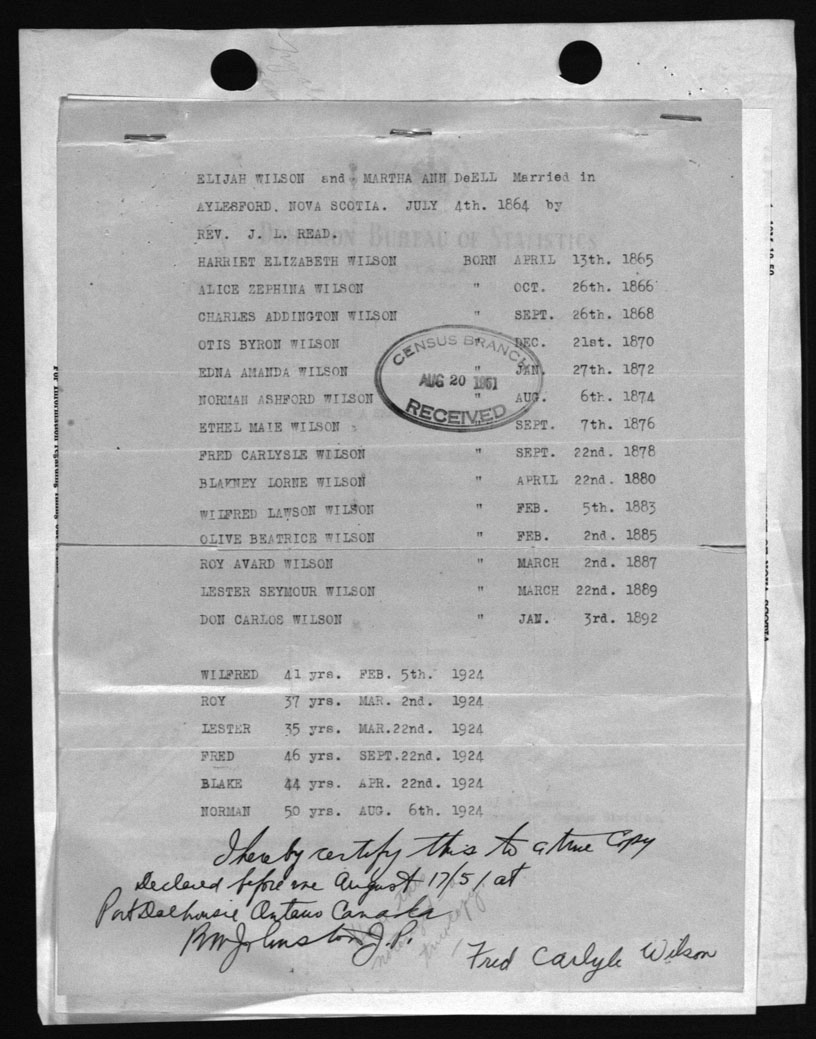 ELIJAH WILSON and MARTHA ANN DeELL Married in
AYLESFORD. NOVA SCOTIA. JULY 4th. 1864 by
REV. J. L. READ.
DOMINION BUREAU OF STATISTICS
HARRIET ELIZABETH WILSON BORN APRIL 13th. 1865
ALICE ZEPHINA WILSON " OCT. 26th. 1866
CHARLES ADDINGTON WILSON " SEPT. 26th. 1868
OTIS BYRON WILSON " DEC. 21st. 1870
EDNA AMANDA WILSON " JAN. 27th. 1872
NORMAN ASHFORD WILSON " AUG. 6th. 1874
ETHEL MAIE WILSON " SEPT. 7th. 1876
FRED CARLYSLE WILSON " SEPT. 22nd. 1878
BLAKNEY LORNE WILSON " APRIL 22nd. 1880
WILFRED LAWSON WILSON " FEB. 5th. 1883
OLIVE BEATRICE WILSON " FEB. 2nd. 1885
ROY AVARD WILSON " MARCH 2nd. 1887
LESTER SEYMOUR WILSON " MARCH 22nd. 1889
DON CARLOS WILSON " JAN. 3rd. 1892
CENSUS BRANCH
AUG 20 1951
RECEIVED
WILFRED 41 yrs. FEB. 5th. 1924
ROY 37 yrs. MAR. 2nd. 1924
LESTER 35 yrs. MAR.22nd. 1924
FRED 46 yrs. SEPT.22nd. 1924
BLAKE 44 yrs. APR. 22nd. 1924
NORMAN 50 yrs. AUG. 6th. 1924
I hereby certify this to a true Copy
Declared before me August 17/51 at
Port Dalhousie Ontario Canada
RW Johnston J.P.
Fred Carlyle Wilson